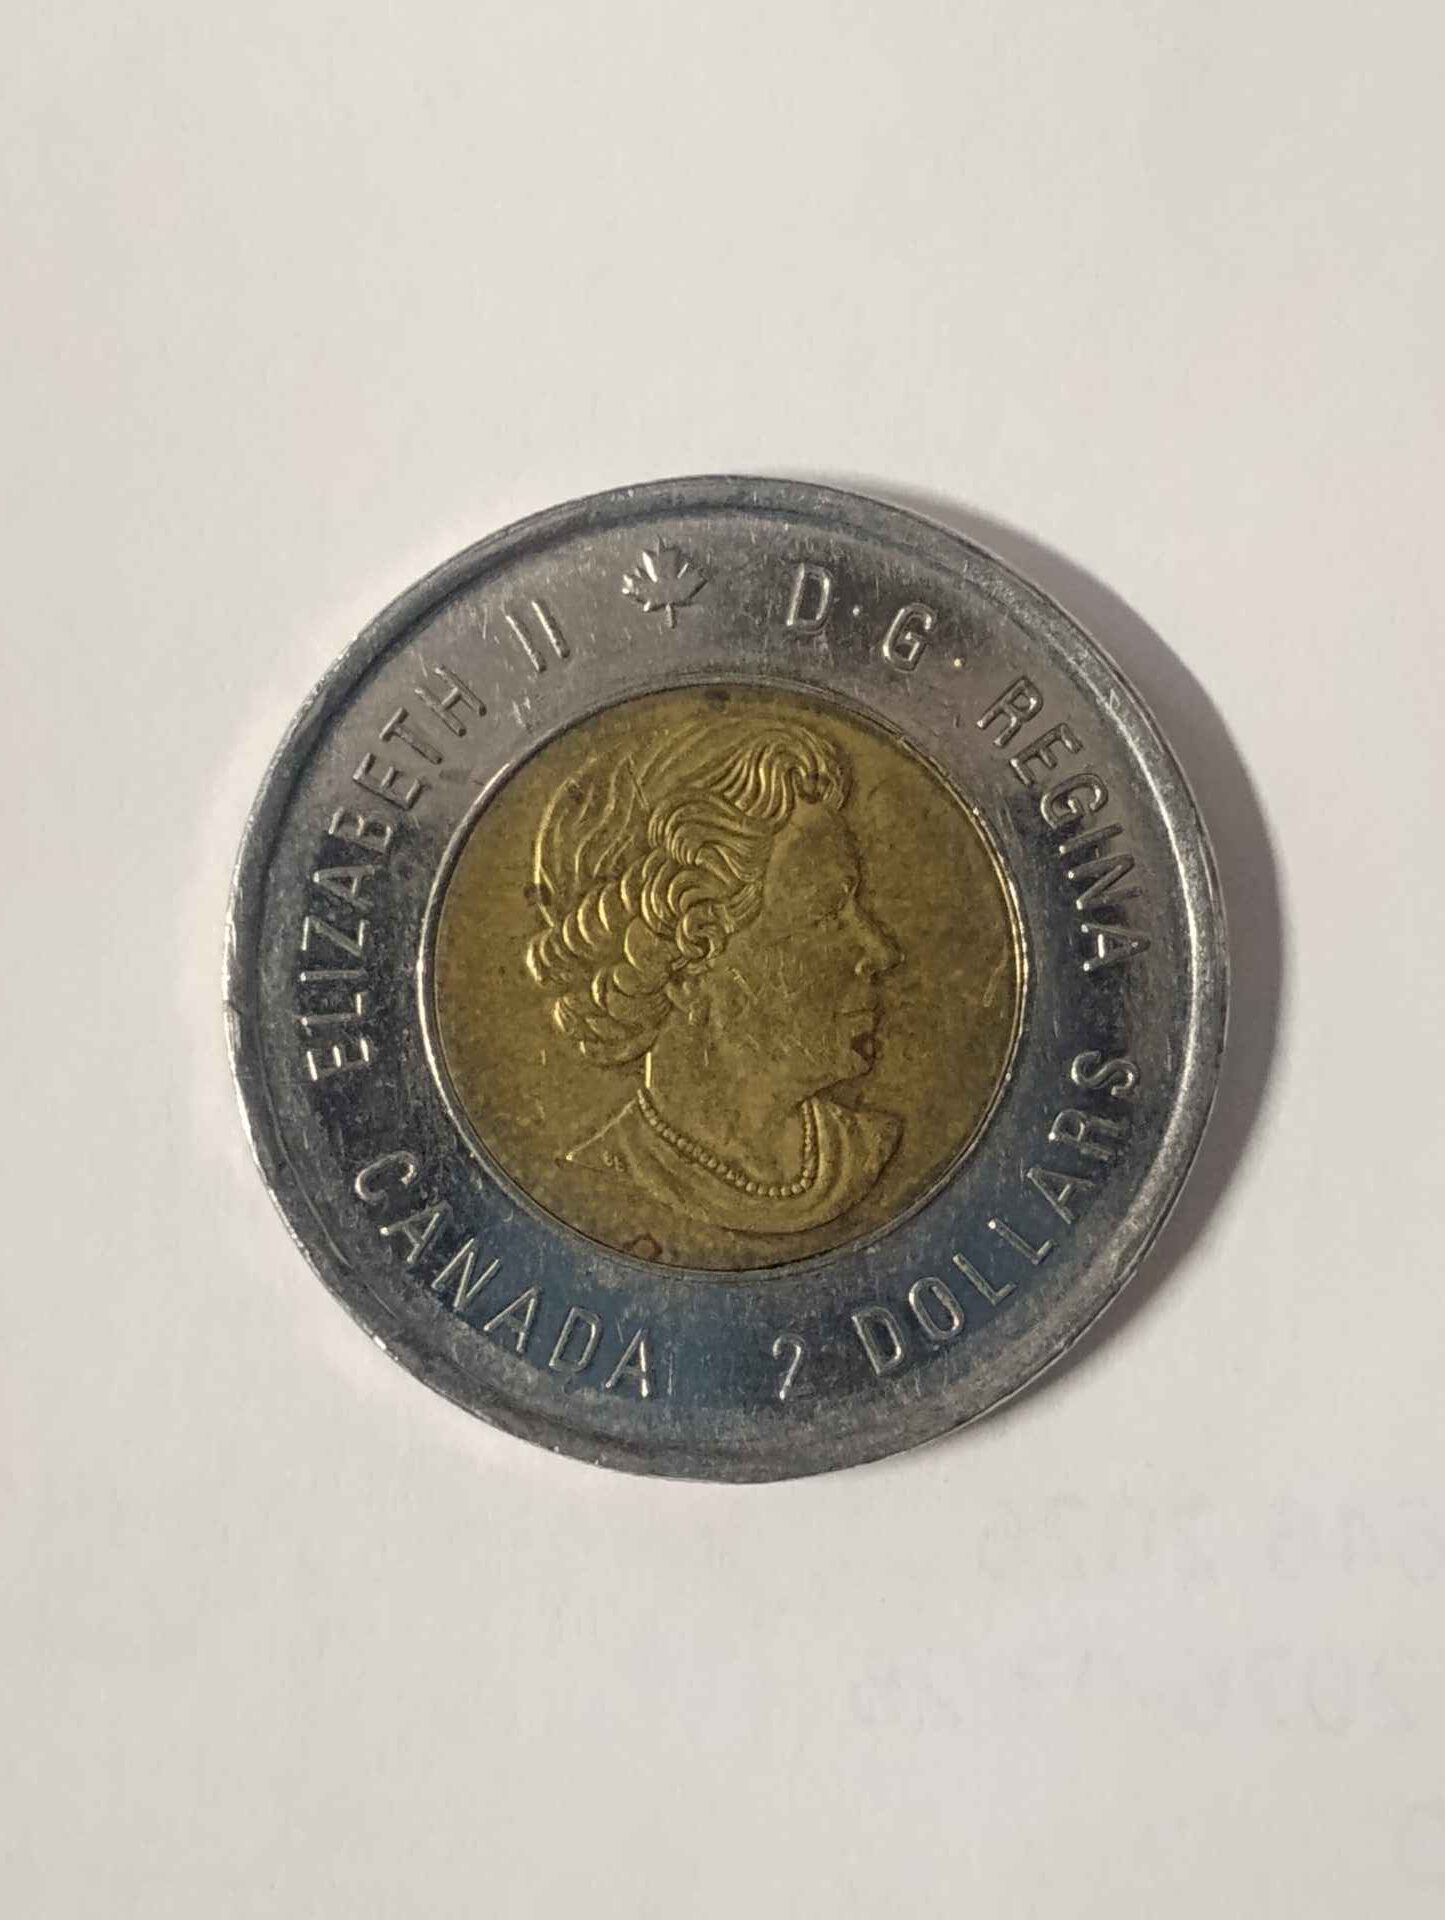 ELIZABETH II D·G·REGINA
CANADA 2 DOLLARS